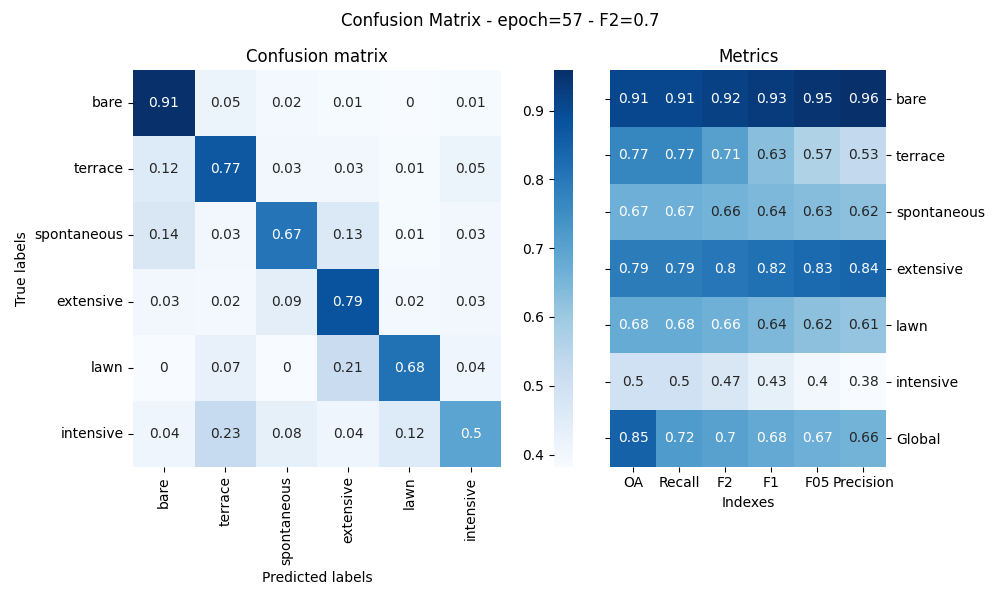 Confusion Matrix - epoch=57 - F2=0.7
Confusion matrix
True labels
bare 0.91 0.05 0.02 0.01 0 0.01
terrace 0.12 0.77 0.03 0.03 0.01 0.05
spontaneous 0.14 0.03 0.67 0.13 0.01 0.03
extensive 0.03 0.02 0.09 0.79 0.02 0.03
lawn 0 0.07 0 0.21 0.68 0.04
intensive 0.04 0.23 0.08 0.04 0.12 0.5
bare terrace spontaneous extensive lawn intensive
Predicted labels
0.9
0.8
0.7
0.6
0.5
0.4
Metrics
0.91 0.91 0.92 0.93 0.95 0.96 bare
0.77 0.77 0.71 0.63 0.57 0.53 terrace
0.67 0.67 0.66 0.64 0.63 0.62 spontaneous
0.79 0.79 0.8 0.82 0.83 0.84 extensive
0.68 0.68 0.66 0.64 0.62 0.61 lawn
0.5 0.5 0.47 0.43 0.4 0.38 intensive
0.85 0.72 0.7 0.68 0.67 0.66 Global
OA Recall F2 F1 F05 Precision
Indexes